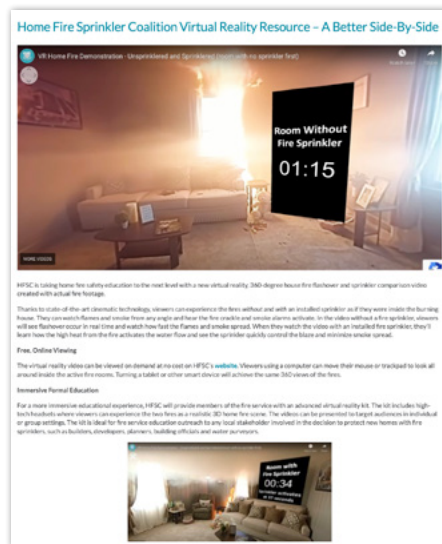 Home Fire Sprinkler Coalition Virtual Reality Resource – A Better Side-By-Side
VR Home Fire Demonstration - Unsprinklered and Sprinklered (Room with no sprinkler first)
Room Without
Fire Sprinkler
01:15
MORE VIDEOS
HFSC is taking home fire safety education to the next level with a new virtual reality, 360-degree house fire flashover and sprinkler comparison video
created with actual fire footage.
Thanks to state-of-the-art cinematic technology, viewers can experience the fires without and with an installed sprinkler as if they were inside the burning
house. They can watch flames and smoke from any angle and hear the fire crackle and smoke alarms activate. In the video without a fire sprinkler, viewers
will see flashover occur in real time and watch how fast the flames and smoke spread. When they watch the video with an installed fire sprinkler, they'll
learn how the high heat from the fire activates the water flow and see the sprinkler quickly control the blaze and minimize smoke spread.
Free, Online Viewing
The virtual reality video can be viewed on demand at no cost on HFSC's website. Viewers using a computer can move their mouse or trackpad to look all
around inside the active fire rooms. Turning a tablet or other smart device will achieve the same 360 views of the fires.
Immersive Formal Education
For a more immersive educational experience, HFSC will provide members of the fire service with an advanced virtual reality kit. The kit includes high-
tech headsets where viewers can experience the two fires as a realistic 3D home fire scene. The videos can be presented to target audiences in individual
or group settings. The kit is ideal for fire service education outreach to any local stakeholder involved in the decision to protect new homes with fire
sprinklers, such as builders, developers, planners, building officials and water purveyors.
Room with
Fire Sprinkler
00:34
Sprinkler activates